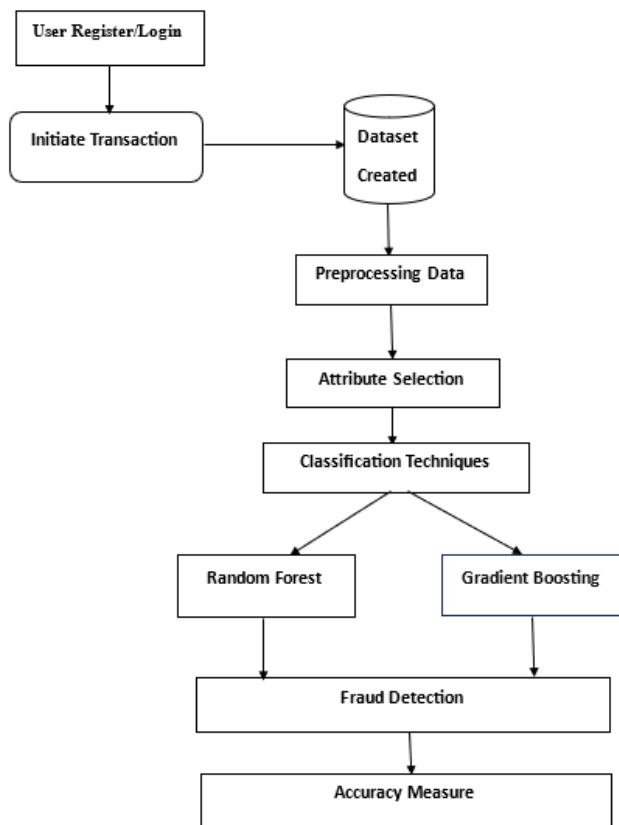 User Register/Login
Initiate Transaction
Dataset
Created
Preprocessing Data
Attribute Selection
Classification Techniques
Random Forest
Gradient Boosting
Fraud Detection
Accuracy Measure